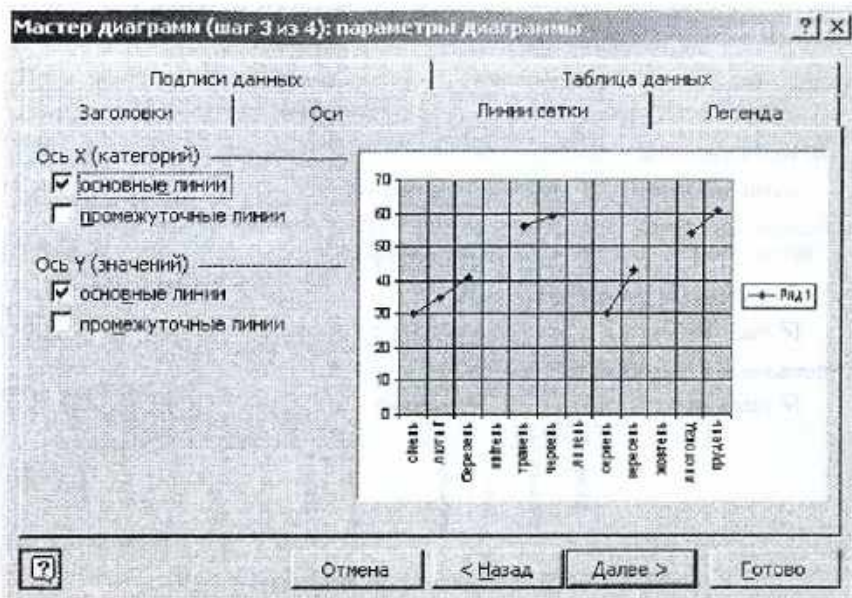 Мастер диаграмм (шаг 3 из 4): параметры диаграммы
Подписи данных
Таблица данных
Заголовки
Оси
Линии сетки
Легенда
Ось X (категорий)
основные линии
промежуточные линии
Ось Y (значений)
основные линии
промежуточные линии
70
60
50
40
30
20
10
0
січень
лютий
березень
квітень
травень
червень
липень
серпень
вересень
жовтень
листопад
грудень
Ряд1
Отмена
< Назад
Далее >
Готово